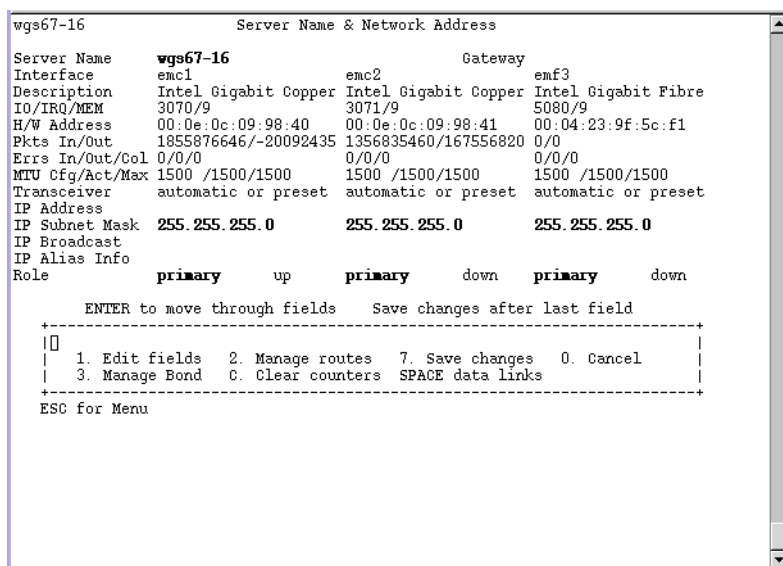 wgs67-16 Server Name & Network Address
Server Name wgs67-16 Gateway
Interface emc1 emc2 emf3
Description Intel Gigabit Copper Intel Gigabit Copper Intel Gigabit Fibre
IO/IRQ/MEM 3070/9 3071/9 5080/9
H/W Address 00:0e:0c:09:98:40 00:0e:0c:09:98:41 00:04:23:9f:5c:f1
Pkts In/Out 1855876646/-20092435 1356835460/167556820 0/0
Errs In/Out/Col 0/0/0 0/0/0 0/0/0
MTU Cfg/Act/Max 1500 /1500/1500 1500 /1500/1500 1500 /1500/1500
Transceiver automatic or preset automatic or preset automatic or preset
IP Address
IP Subnet Mask 255.255.255.0 255.255.255.0 255.255.255.0
IP Broadcast
IP Alias Info
Role primary up primary down primary down
ENTER to move through fields Save changes after last field
1. Edit fields 2. Manage routes 7. Save changes 0. Cancel
3. Manage Bond C. Clear counters SPACE data links
ESC for Menu